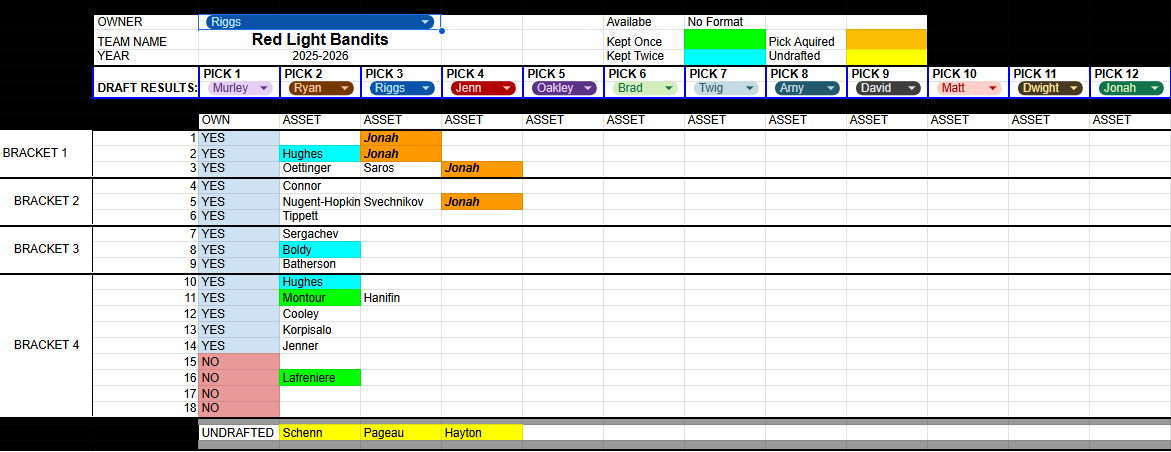 OWNER Riggs Availabe No Format
TEAM NAME Red Light Bandits Kept Once Pick Aquired
YEAR 2025-2026 Kept Twice Undrafted
PICK 1 PICK 2 PICK 3 PICK 4 PICK 5 PICK 6 PICK 7 PICK 8 PICK 9 PICK 10 PICK 11 PICK 12
DRAFT RESULTS: Murley Ryan Riggs Jenn Oakley Brad Twig Amy David Matt Dwight Jonah
OWN ASSET ASSET ASSET ASSET ASSET ASSET ASSET ASSET ASSET ASSET ASSET
1 YES Jonah
BRACKET 1 2 YES Hughes Jonah
3 YES Oettinger Saros Jonah
4 YES Connor
BRACKET 2 5 YES Nugent-Hopkin Svechnikov Jonah
6 YES Tippett
7 YES Sergachev
BRACKET 3 8 YES Boldy
9 YES Batherson
10 YES Hughes
11 YES Montour Hanifin
12 YES Cooley
13 YES Korpisalo
BRACKET 4 14 YES Jenner
15 NO
16 NO Lafreniere
17 NO
18 NO
UNDRAFTED Schenn Pageau Hayton